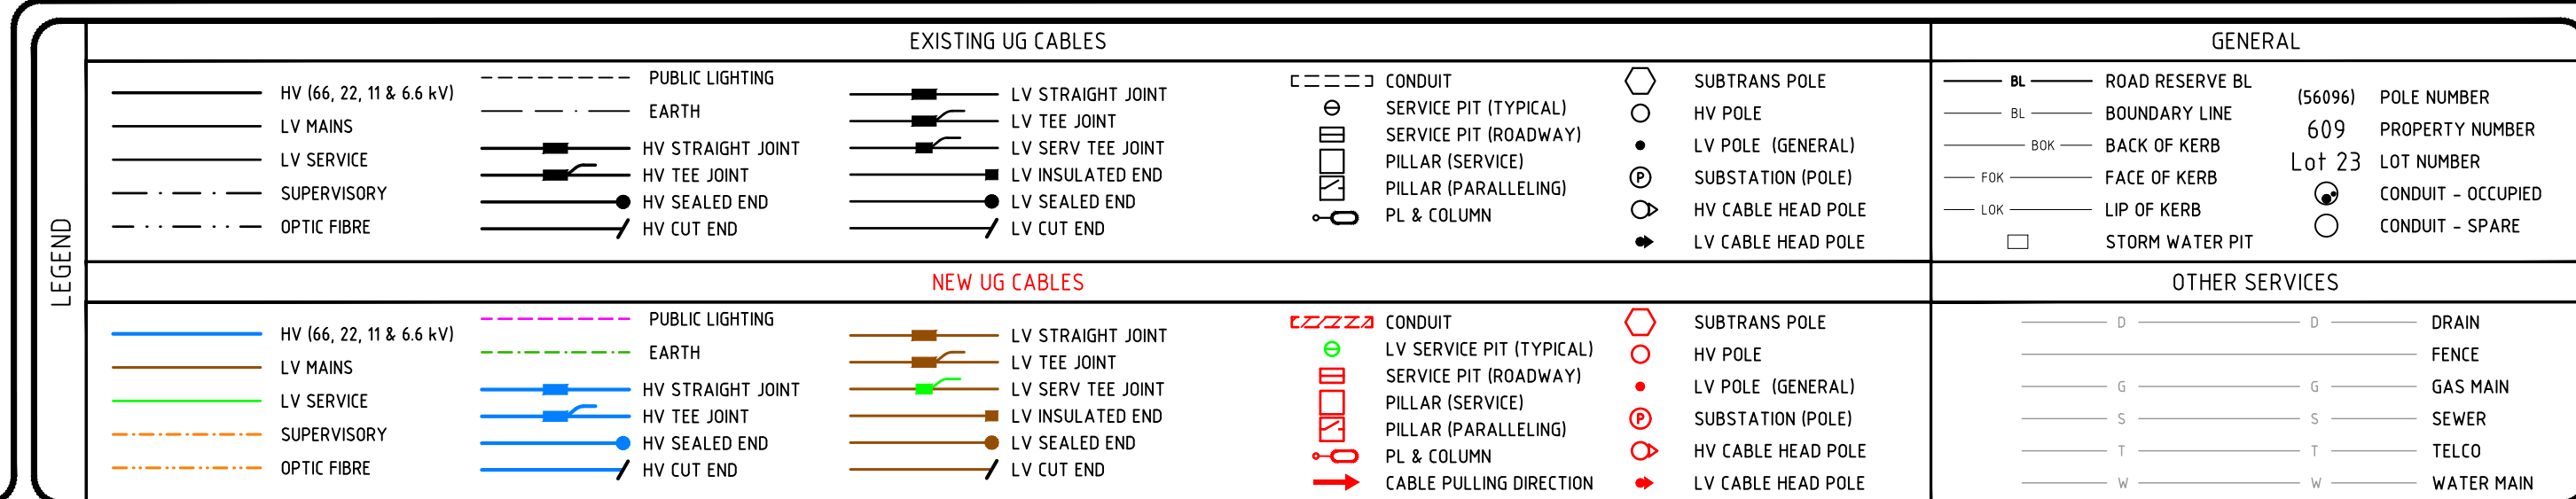 LEGEND
EXISTING UG CABLES
HV (66, 22, 11 & 6.6 kV)
LV MAINS
LV SERVICE
SUPERVISORY
OPTIC FIBRE
PUBLIC LIGHTING
EARTH
HV STRAIGHT JOINT
HV TEE JOINT
HV SEALED END
HV CUT END
LV STRAIGHT JOINT
LV TEE JOINT
LV SERV TEE JOINT
LV INSULATED END
LV SEALED END
LV CUT END
CONDUIT
SERVICE PIT (TYPICAL)
SERVICE PIT (ROADWAY)
PILLAR (SERVICE)
PILLAR (PARALLELING)
PL & COLUMN
SUBTRANS POLE
HV POLE
LV POLE (GENERAL)
P SUBSTATION (POLE)
HV CABLE HEAD POLE
LV CABLE HEAD POLE
GENERAL
BL ROAD RESERVE BL
BL BOUNDARY LINE
BOK BACK OF KERB
FOK FACE OF KERB
LOK LIP OF KERB
STORM WATER PIT
(56096) POLE NUMBER
609 PROPERTY NUMBER
Lot 23 LOT NUMBER
CONDUIT - OCCUPIED
CONDUIT - SPARE
NEW UG CABLES
HV (66, 22, 11 & 6.6 kV)
LV MAINS
LV SERVICE
SUPERVISORY
OPTIC FIBRE
PUBLIC LIGHTING
EARTH
HV STRAIGHT JOINT
HV TEE JOINT
HV SEALED END
HV CUT END
LV STRAIGHT JOINT
LV TEE JOINT
LV SERV TEE JOINT
LV INSULATED END
LV SEALED END
LV CUT END
CONDUIT
LV SERVICE PIT (TYPICAL)
SERVICE PIT (ROADWAY)
PILLAR (SERVICE)
PILLAR (PARALLELING)
PL & COLUMN
CABLE PULLING DIRECTION
SUBTRANS POLE
HV POLE
LV POLE (GENERAL)
P SUBSTATION (POLE)
HV CABLE HEAD POLE
LV CABLE HEAD POLE
OTHER SERVICES
D D DRAIN
FENCE
G G GAS MAIN
S S SEWER
T T TELCO
W W WATER MAIN